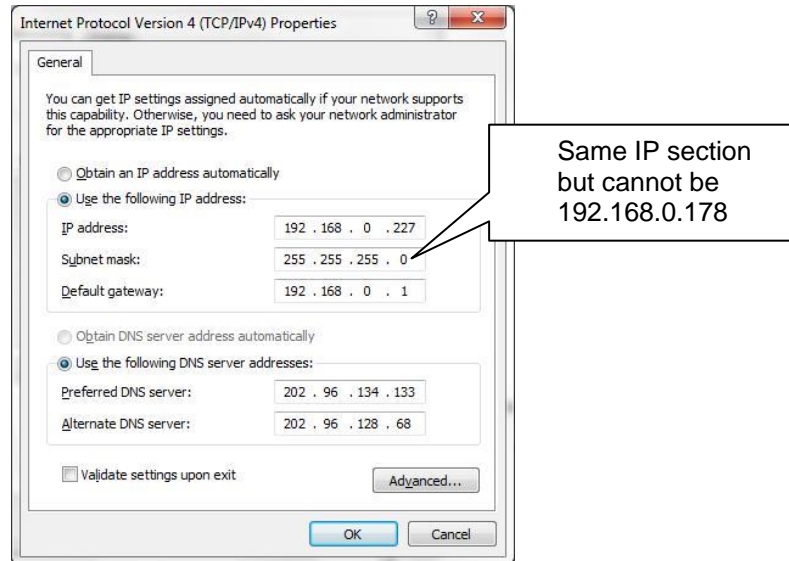 Internet Protocol Version 4 (TCP/IPv4) Properties
General
You can get IP settings assigned automatically if your network supports
this capability. Otherwise, you need to ask your network administrator
for the appropriate IP settings.
Obtain an IP address automatically
Use the following IP address:
IP address: 192 . 168 . 0 . 227
Subnet mask: 255 . 255 . 255 . 0
Default gateway: 192 . 168 . 0 . 1
Obtain DNS server address automatically
Use the following DNS server addresses:
Preferred DNS server: 202 . 96 . 134 . 133
Alternate DNS server: 202 . 96 . 128 . 68
Validate settings upon exit
Advanced...
OK Cancel
Same IP section
but cannot be
192.168.0.178